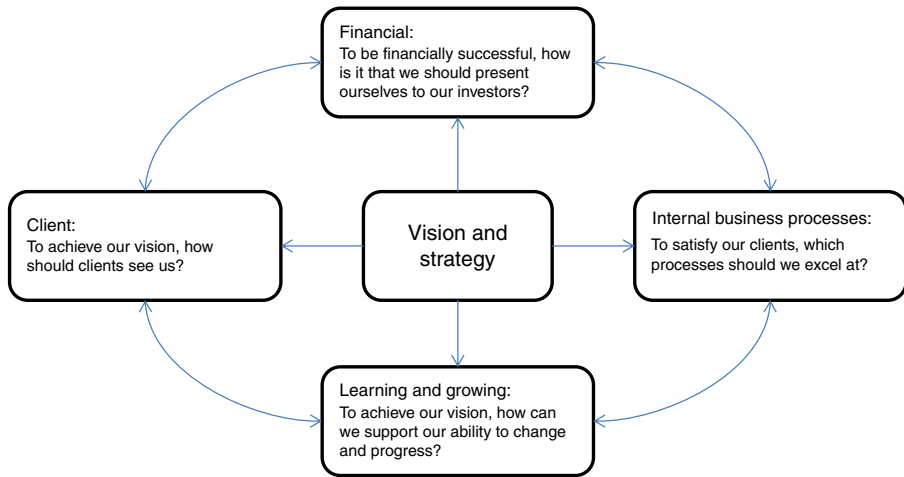 Financial:
To be financially successful, how
is it that we should present
ourselves to our investors?
Client:
To achieve our vision, how
should clients see us?
Vision and
strategy
Internal business processes:
To satisfy our clients, which
processes should we excel at?
Learning and growing:
To achieve our vision, how can
we support our ability to change
and progress?